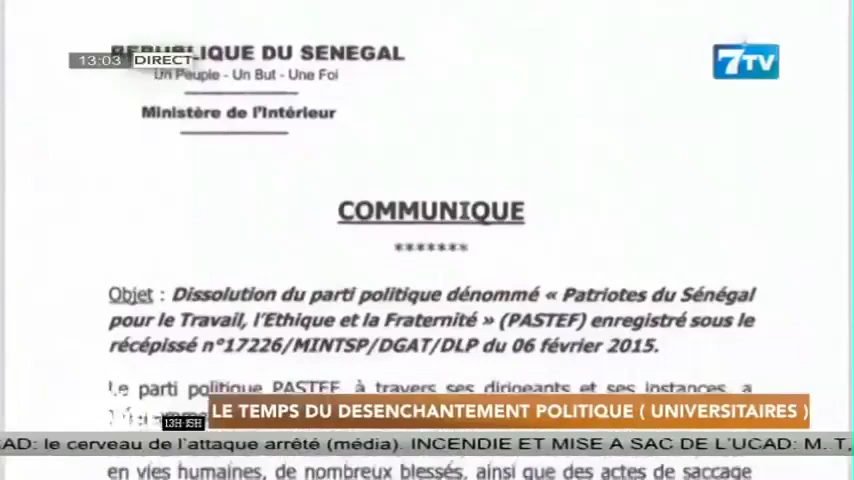 13:03 DIRECT
7TV
REPUBLIQUE DU SENEGAL
Un Peuple - Un But - Une Foi
Ministère de l'Intérieur
COMMUNIQUE
*******
Objet : Dissolution du parti politique dénommé « Patriotes du Sénégal
pour le Travail, l'Ethique et la Fraternité » (PASTEF) enregistré sous le
récépissé n°17226/MINTSP/DGAT/DLP du 06 février 2015.
Le parti politique PASTEF, à travers ses dirigeants et ses instances, a
13H-15H
LE TEMPS DU DESENCHANTEMENT POLITIQUE ( UNIVERSITAIRES )
CAD: le cerveau de l'attaque arrêté (média). INCENDIE ET MISE A SAC DE L'UCAD: M. T,
en vies humaines, de nombreux blessés, ainsi que des actes de saccage